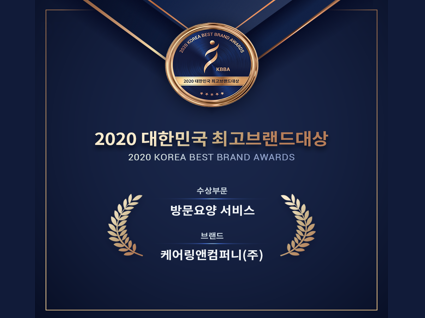 2020 KOREA BEST BRAND AWARDS
KBBA
2020 대한민국 최고브랜드대상
2020 대한민국 최고브랜드대상
2020 KOREA BEST BRAND AWARDS
수상부문
방문요양 서비스
브랜드
케어링앤컴퍼니(주)